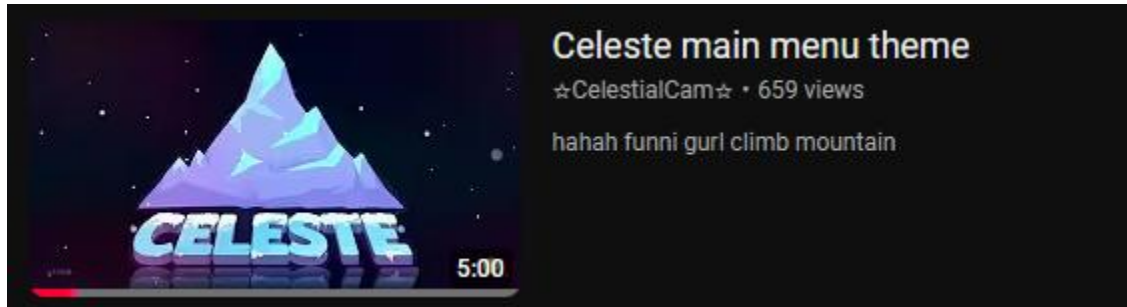 CELESTE
5:00
Celeste main menu theme
☆CelestialCam☆ • 659 views
hahah funni gurl climb mountain